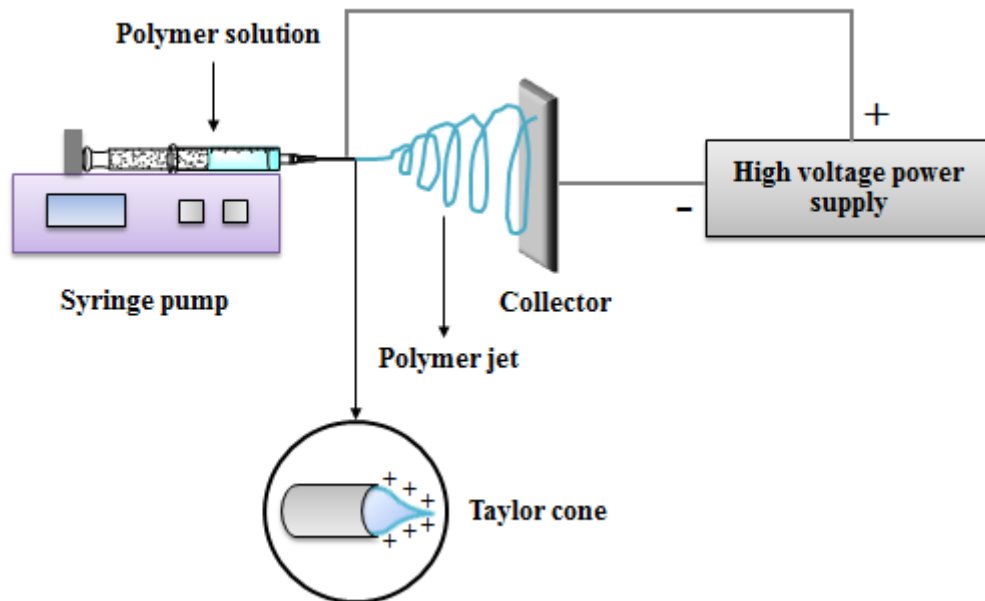 Polymer solution
+
High voltage power
supply
-
Syringe pump
Collector
Polymer jet
+ + +
+ + +
Taylor cone